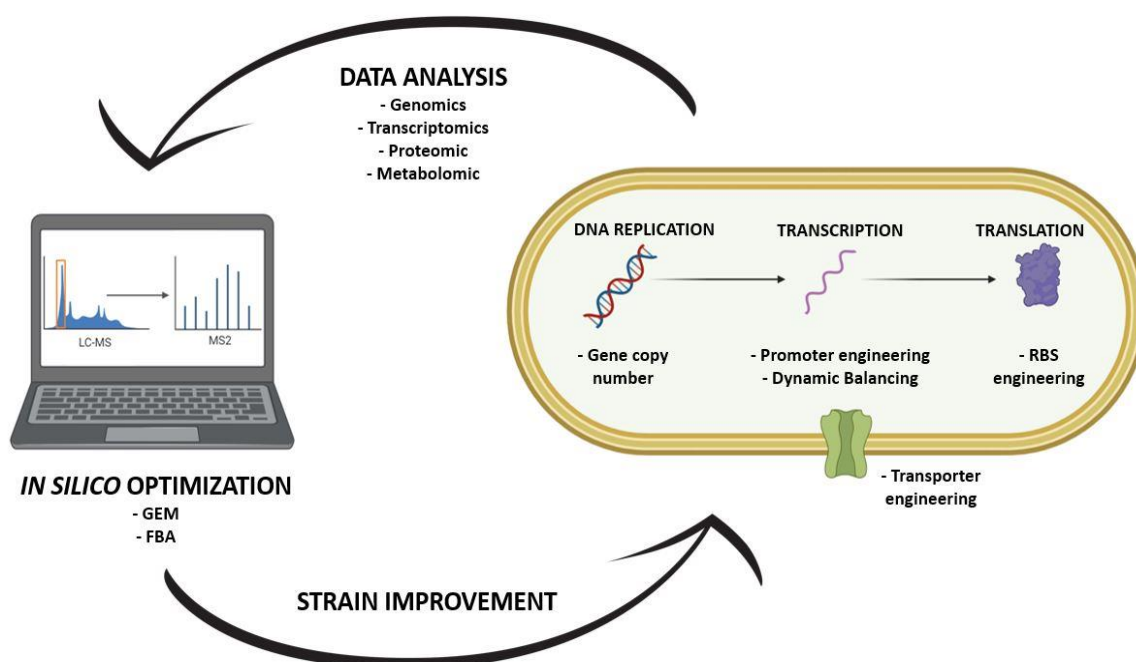 DATA ANALYSIS
- Genomics
- Transcriptomics
- Proteomic
- Metabolomic
LC-MS
MS2
IN SILICO OPTIMIZATION
- GEM
- FBA
DNA REPLICATION
TRANSCRIPTION
TRANSLATION
- Gene copy
number
- Promoter engineering
- Dynamic Balancing
- RBS
engineering
- Transporter
engineering
STRAIN IMPROVEMENT